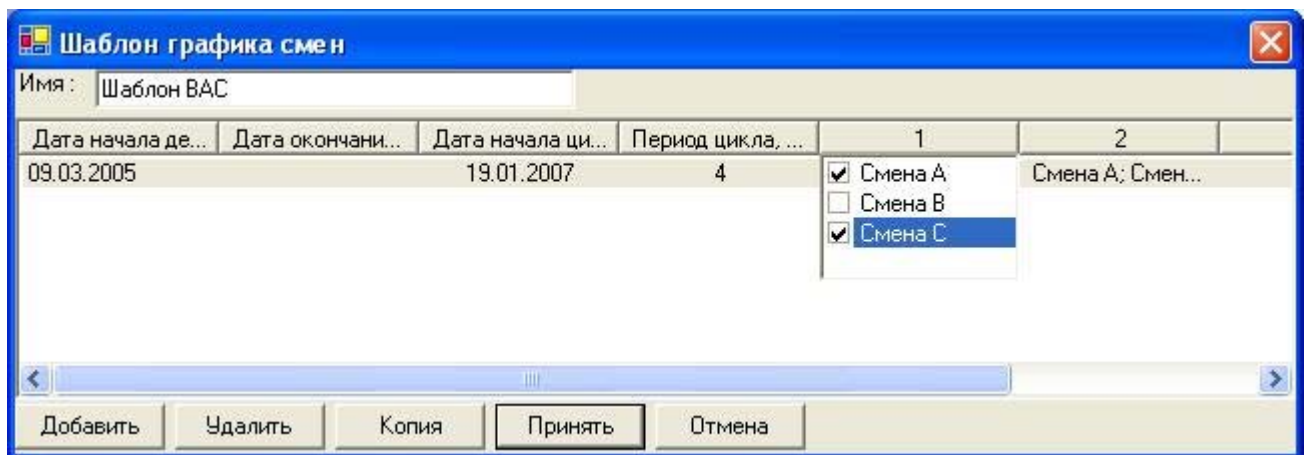 Шаблон графика смен
Имя: Шаблон ВАС
Дата начала де... Дата окончани... Дата начала ци... Период цикла, ... 1 2
09.03.2005 19.01.2007 4 Смена А Смена А; Смен...
Смена В
Смена С
Добавить Удалить Копия Принять Отмена